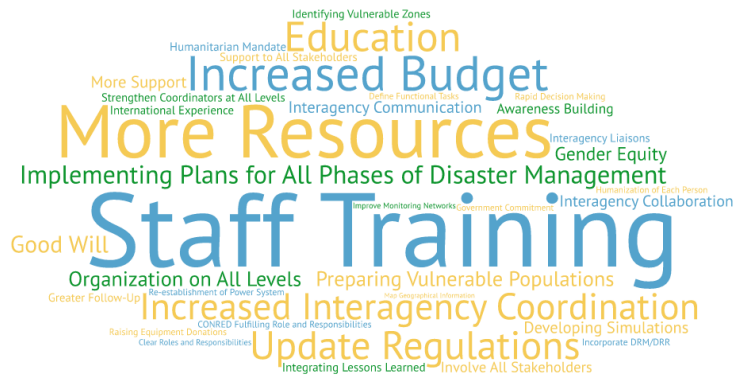 Identifying Vulnerable Zones
Education
Humanitarian Mandate
Support to All Stakeholders
Increased Budget
More Support
Define Functional Tasks
Rapid Decision Making
Strengthen Coordinators at All Levels
Interagency Communication
Awareness Building
International Experience
More Resources
Interagency Liaisons
Gender Equity
Implementing Plans for All Phases of Disaster Management
Humanization of Each Person
Staff Training
Improve Monitoring Networks
Government Commitment
Interagency Collaboration
Good Will
Organization on All Levels
Preparing Vulnerable Populations
Re-establishment of Power System
Greater Follow-Up
Map Geographical Information
Increased Interagency Coordination
CONRED Fulfilling Role and Responsibilities
Developing Simulations
Raising Equipment Donations
Update Regulations
Clear Roles and Responsibilities
Incorporate DRM/DRR
Integrating Lessons Learned
Involve All Stakeholders